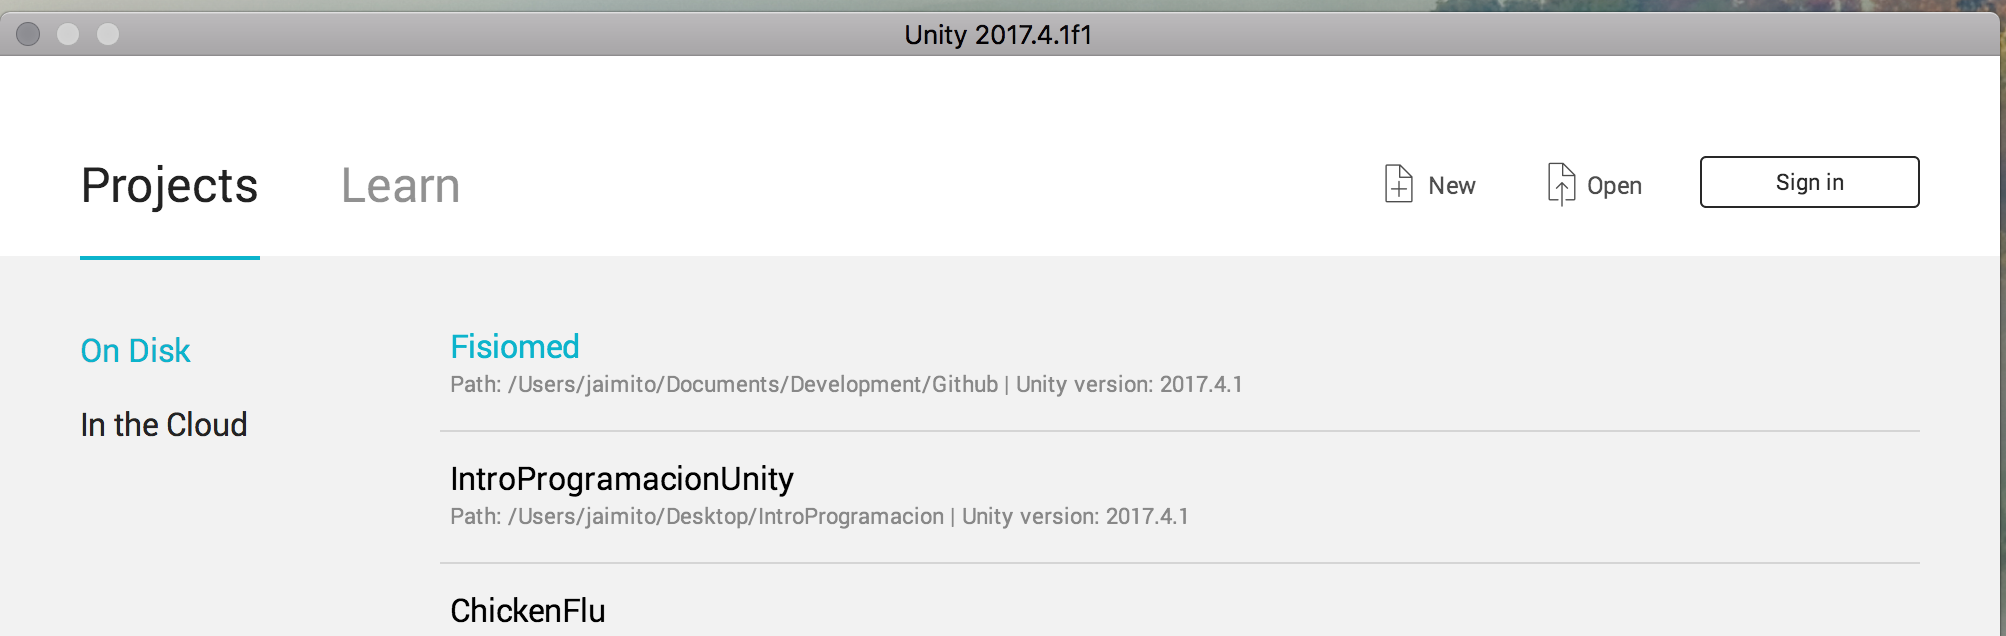 Unity 2017.4.1f1
Projects Learn New Open Sign in
On Disk
In the Cloud
Fisiomed
Path: /Users/jaimito/Documents/Development/Github | Unity version: 2017.4.1
IntroProgramacionUnity
Path: /Users/jaimito/Desktop/IntroProgramacion | Unity version: 2017.4.1
ChickenFlu